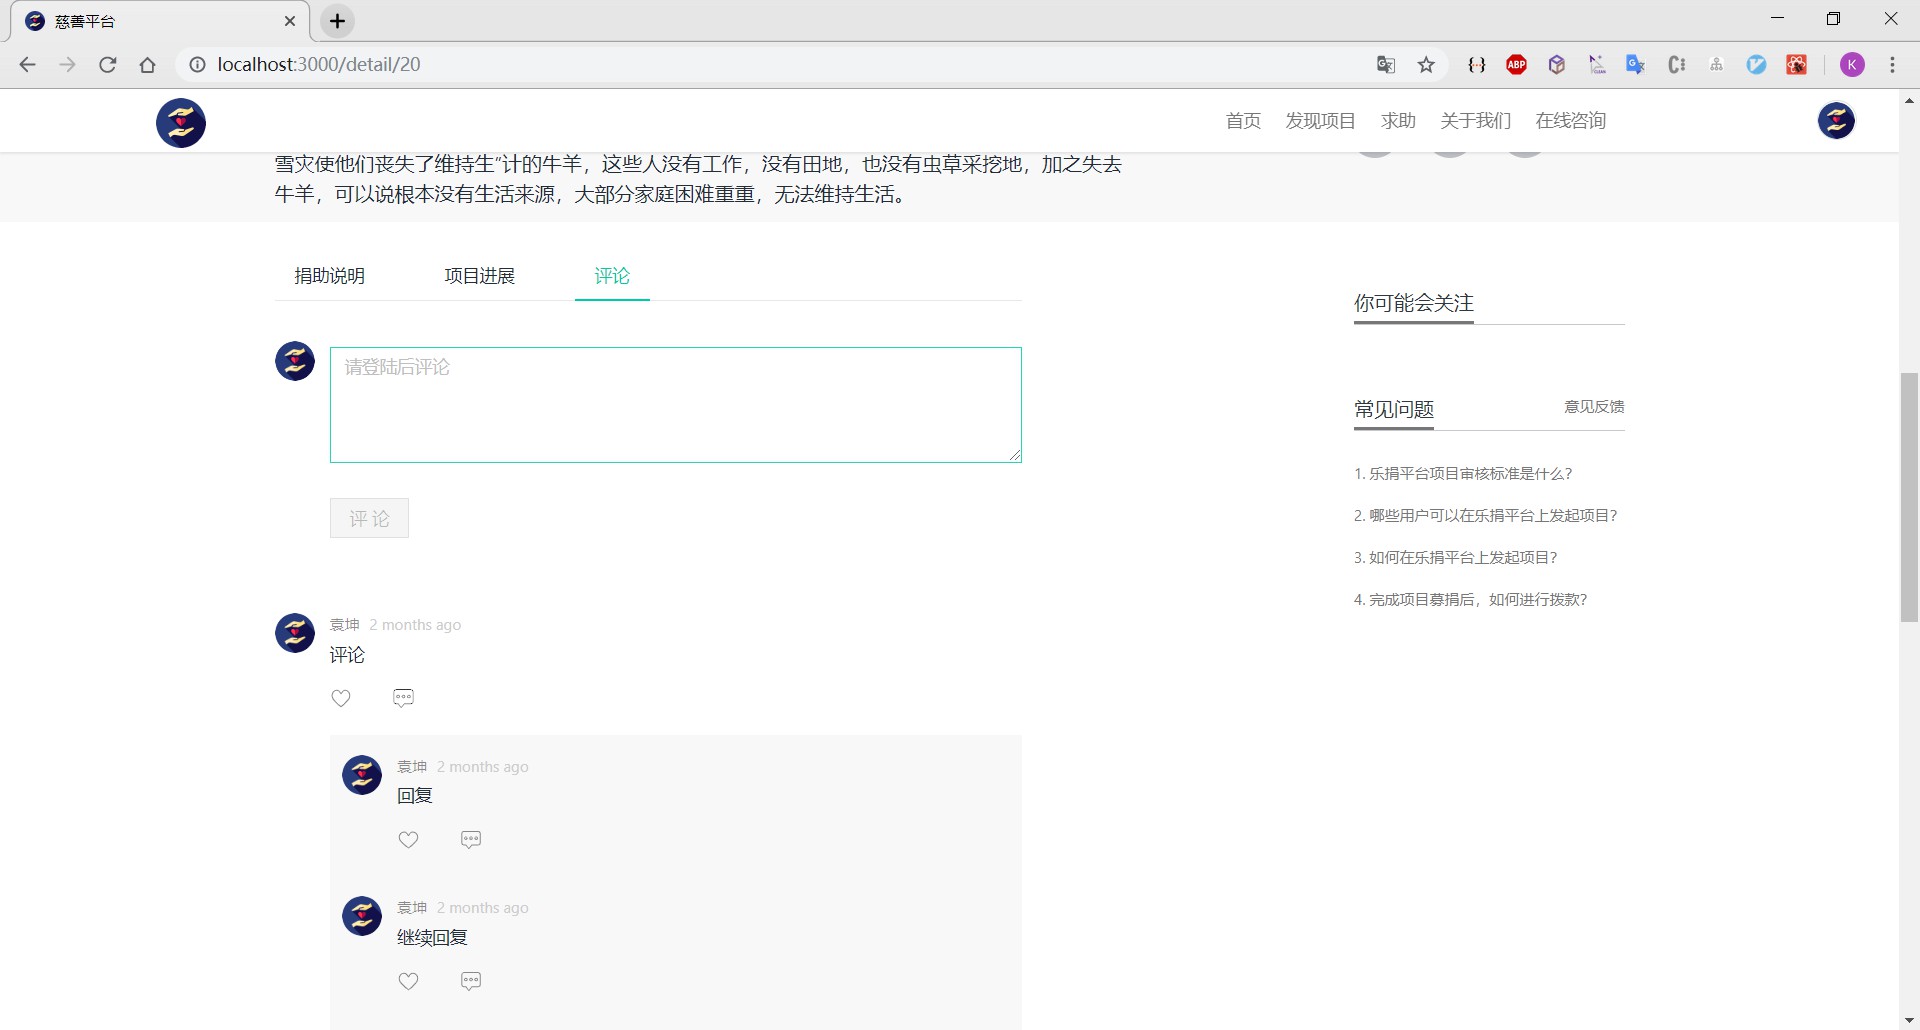 慈善平台
localhost:3000/detail/20
ABP
K
首页 发现项目 求助 关于我们 在线咨询
雪灾使他们丧失了维持生"计的牛羊，这些人没有工作，没有田地，也没有虫草采挖地，加之失去
牛羊，可以说根本没有生活来源，大部分家庭困难重重，无法维持生活。
捐助说明 项目进展 评论
请登陆后评论
评 论
袁坤 2 months ago
评论
袁坤 2 months ago
回复
袁坤 2 months ago
继续回复
你可能会关注
常见问题 意见反馈
1. 乐捐平台项目审核标准是什么?
2. 哪些用户可以在乐捐平台上发起项目?
3. 如何在乐捐平台上发起项目?
4. 完成项目募捐后，如何进行拨款?